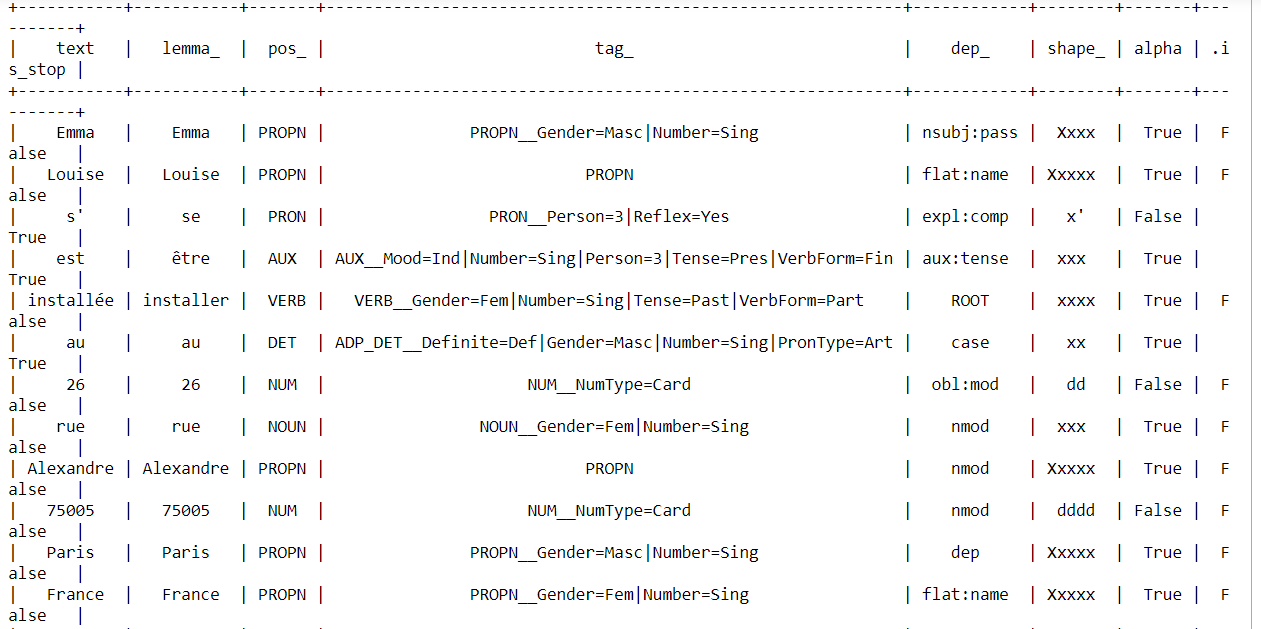 +-----------+-----------+-------+-------------------------------------------------------------+------------+--------+-------+---
-------+
|    text   |   lemma_  |  pos_ |                             tag_                            |    dep_    | shape_ | alpha | .i
s_stop |
+-----------+-----------+-------+-------------------------------------------------------------+------------+--------+-------+---
-------+
|    Emma   |    Emma   | PROPN |                PROPN__Gender=Masc|Number=Sing               | nsubj:pass |  Xxxx  |  True |  F
alse   |
|   Louise  |   Louise  | PROPN |                            PROPN                            | flat:name  | Xxxxx  |  True |  F
alse   |
|     s'    |     se    |  PRON |                  PRON__Person=3|Reflex=Yes                  | expl:comp  |   x'   | False |
True   |
|    est    |    être   |  AUX  | AUX__Mood=Ind|Number=Sing|Person=3|Tense=Pres|VerbForm=Fin | aux:tense  |  xxx   |  True |
True   |
| installée | installer |  VERB |    VERB__Gender=Fem|Number=Sing|Tense=Past|VerbForm=Part    |    ROOT    |  xxxx  |  True |  F
alse   |
|     au    |     au    |  DET  | ADP_DET__Definite=Def|Gender=Masc|Number=Sing|PronType=Art |    case    |   xx   |  True |
True   |
|     26    |     26    |  NUM  |                      NUM__NumType=Card                      |  obl:mod   |   dd   | False |  F
alse   |
|    rue    |    rue    |  NOUN |                 NOUN__Gender=Fem|Number=Sing                |    nmod    |  xxx   |  True |  F
alse   |
| Alexandre | Alexandre | PROPN |                            PROPN                            |    nmod    | Xxxxx  |  True |  F
alse   |
|   75005   |   75005   |  NUM  |                      NUM__NumType=Card                      |    nmod    |  dddd  | False |  F
alse   |
|   Paris   |   Paris   | PROPN |                PROPN__Gender=Masc|Number=Sing               |    dep     | Xxxxx  |  True |  F
alse   |
|   France  |   France  | PROPN |                PROPN__Gender=Fem|Number=Sing                | flat:name  | Xxxxx  |  True |  F
alse   |